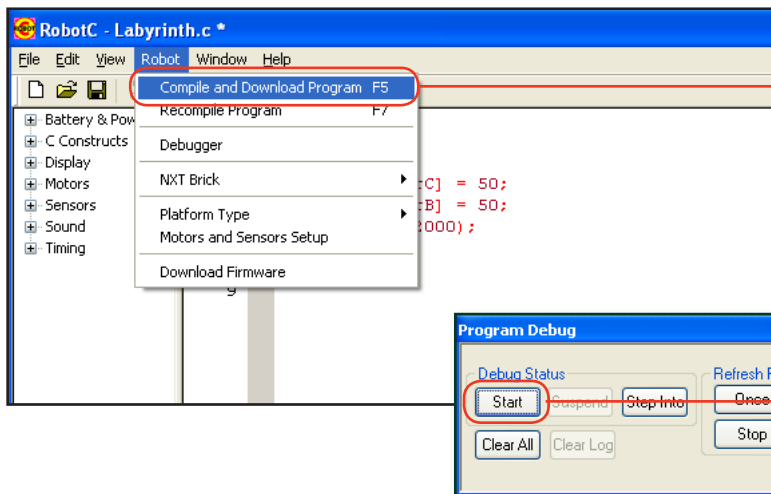 RobotC - Labyrinth.c *
File Edit View Robot Window Help
Compile and Download Program F5
Recompile Program F7
Debugger
NXT Brick
Platform Type
Motors and Sensors Setup
Download Firmware
Battery & Pow
C Constructs
Display
Motors
Sensors
Sound
Timing
C] = 50;
B] = 50;
000);
9
Program Debug
Debug Status
Refresh R
Start Suspend Step Into Once
Clear All Clear Log Stop